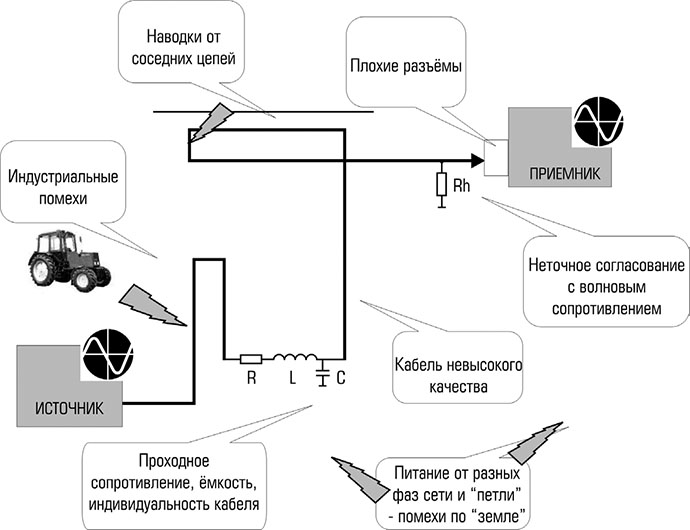 Наводки от
соседних цепей
Плохие разъёмы
ПРИЕМНИК
Индустриальные
помехи
Rh
Неточное согласование
с волновым
сопротивлением
R
L
C
Кабель невысокого
качества
ИСТОЧНИК
Проходное
сопротивление, ёмкость,
индивидуальность кабеля
Питание от разных
фаз сети и “петли”
- помехи по “земле”